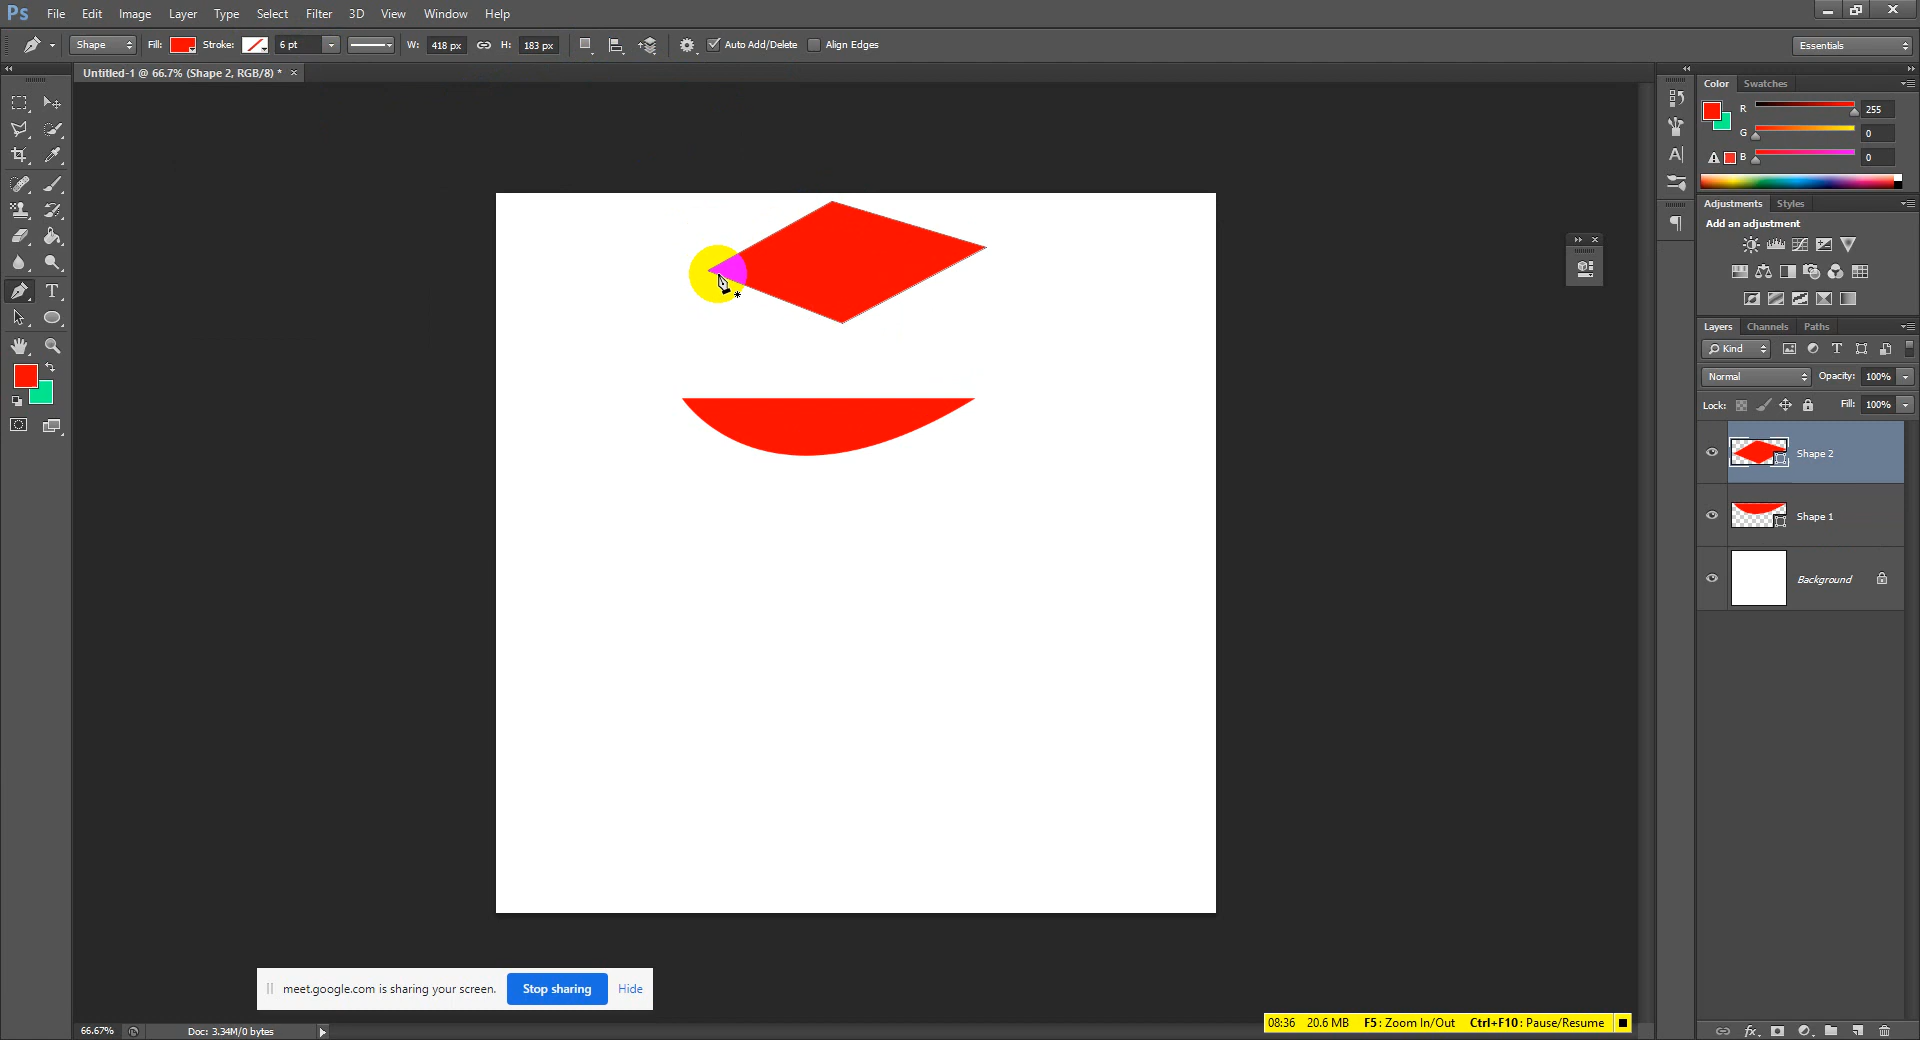 Ps File Edit Image Layer Type Select Filter 3D View Window Help
Shape Fill: Stroke: 6 pt W: 418 px H: 183 px Auto Add/Delete Align Edges Essentials
Untitled-1 @ 66.7% (Shape 2, RGB/8) * ×
Color Swatches
R 255
G 0
B 0
Adjustments Styles
Add an adjustment
Layers Channels Paths
Kind
Normal Opacity: 100%
Lock: Fill: 100%
Shape 2
Shape 1
Background
meet.google.com is sharing your screen. Stop sharing Hide
08:36 20.6 MB F5: Zoom In/Out Ctrl+F10: Pause/Resume
66.67% Doc: 3.34M/0 bytes